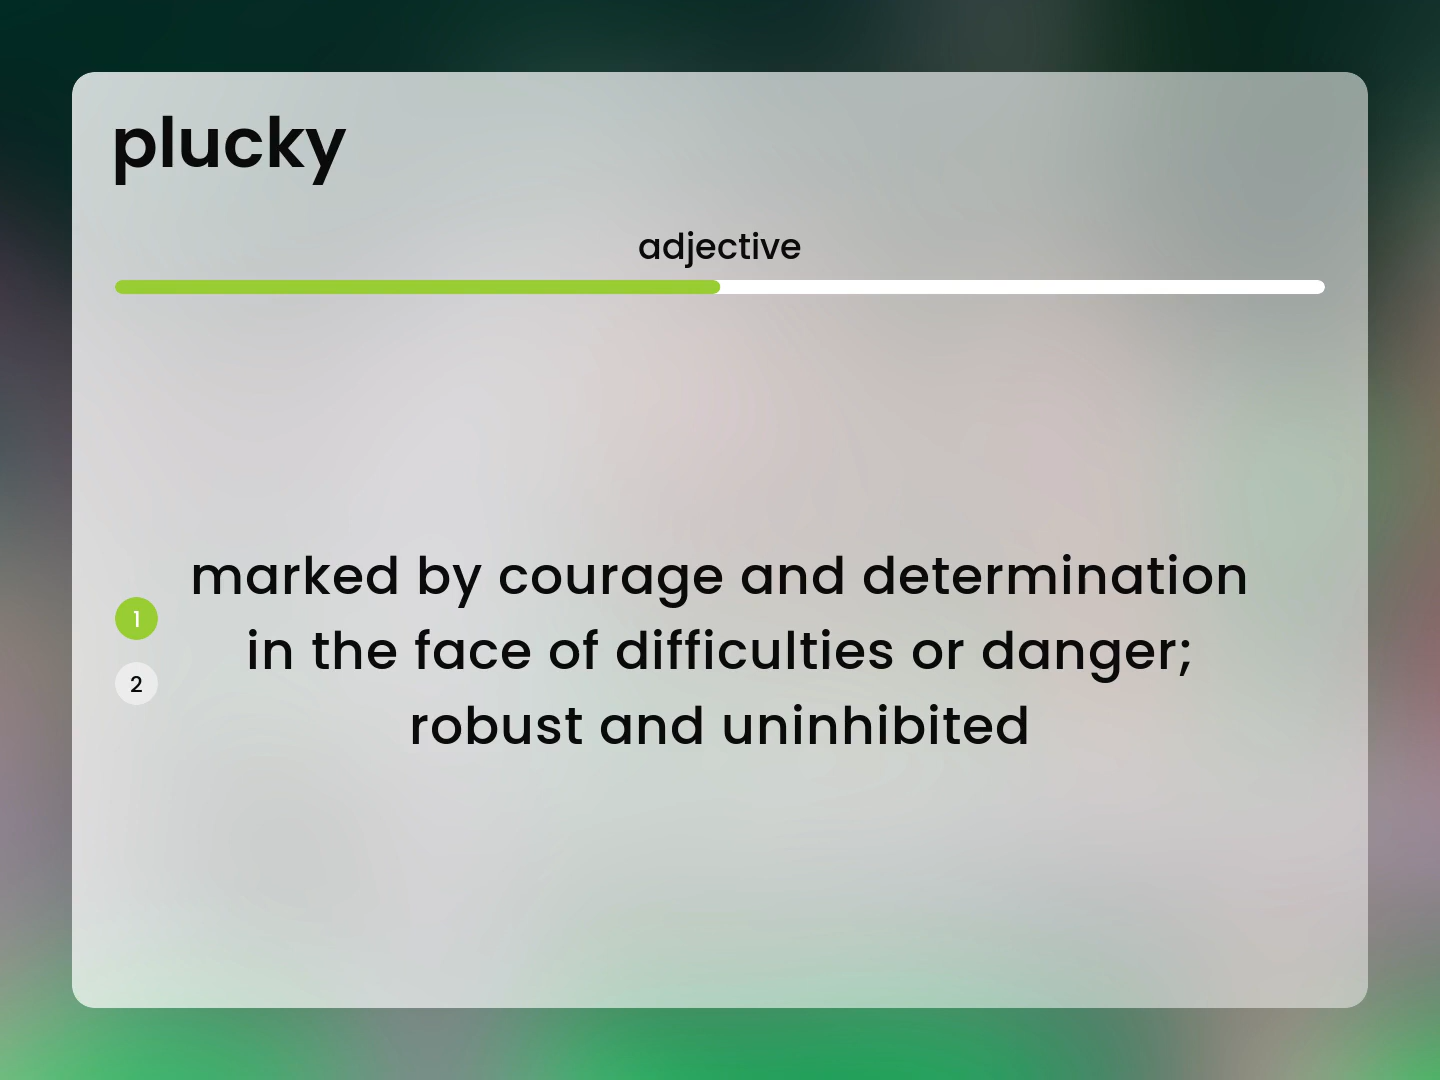 plucky
adjective
marked by courage and determination
in the face of difficulties or danger;
robust and uninhibited
1
2